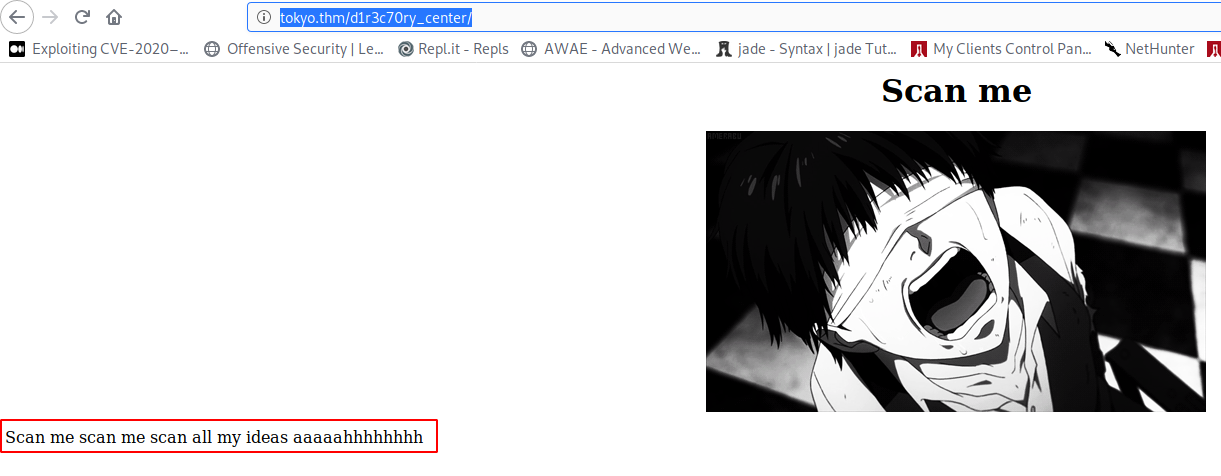 tokyo.thm/d1r3c70ry_center/
Exploiting CVE-2020–... Offensive Security | Le... Repl.it - Repls AWAE - Advanced We... jade - Syntax | jade Tut... My Clients Control Pan... NetHunter
Scan me
Scan me scan me scan all my ideas aaaaahhhhhhhh